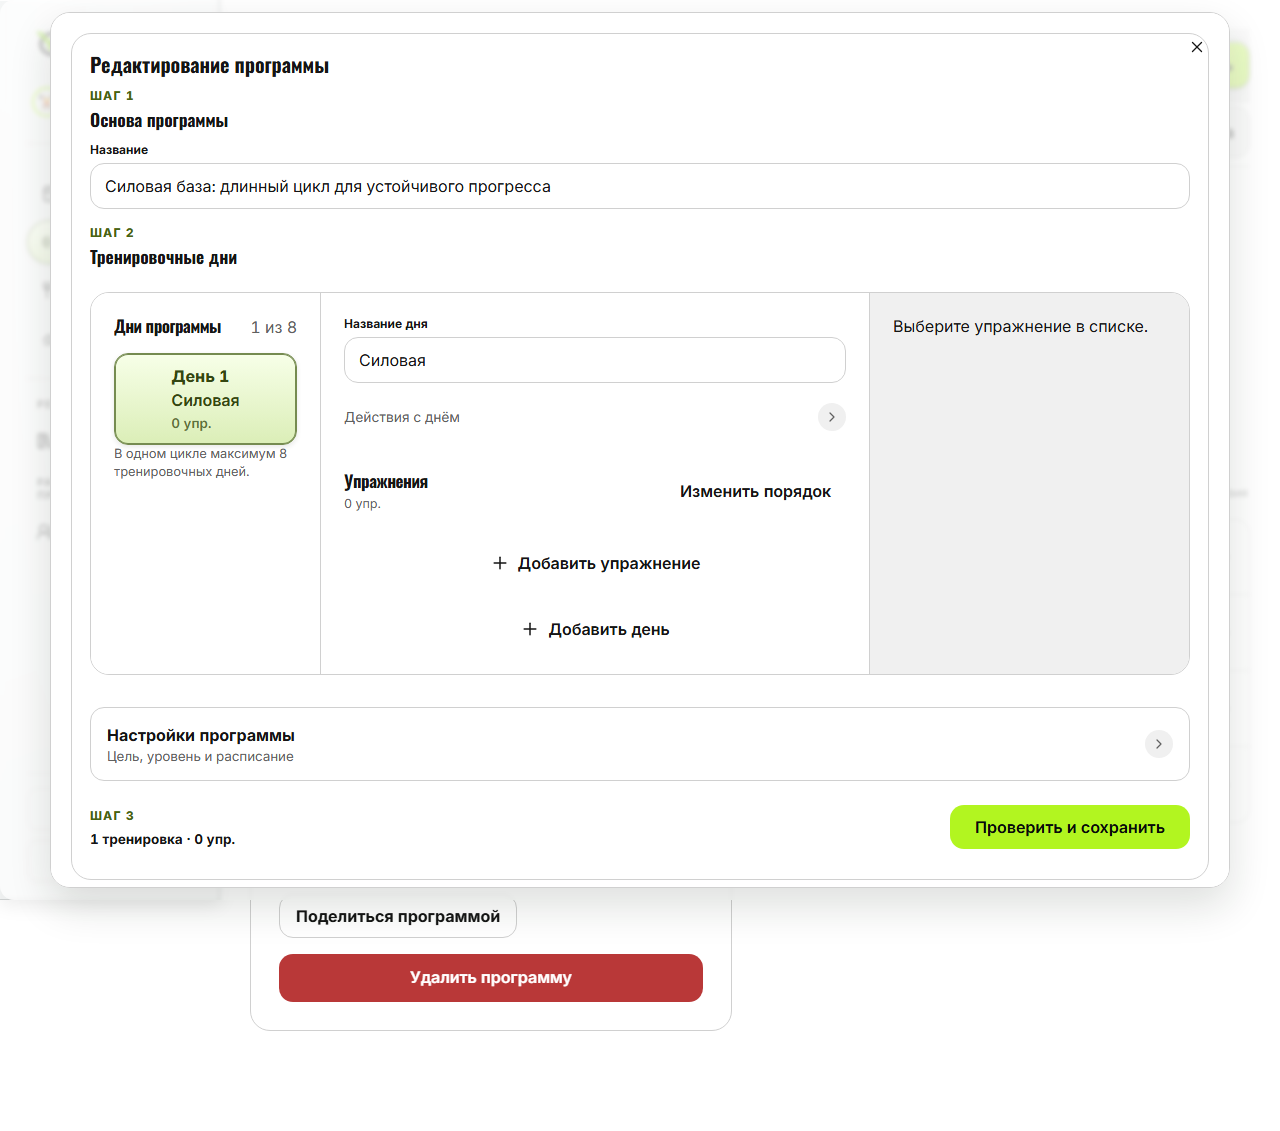 Редактирование программы
ШАГ 1
Основа программы
Название
Силовая база: длинный цикл для устойчивого прогресса
ШАГ 2
Тренировочные дни
Дни программы
1 из 8
День 1
Силовая
0 упр.
В одном цикле максимум 8
тренировочных дней.
Название дня
Силовая
Действия с днём
Упражнения
0 упр.
Изменить порядок
Добавить упражнение
Добавить день
Выберите упражнение в списке.
Настройки программы
Цель, уровень и расписание
ШАГ 3
1 тренировка · 0 упр.
Проверить и сохранить
Поделиться программой
Удалить программу